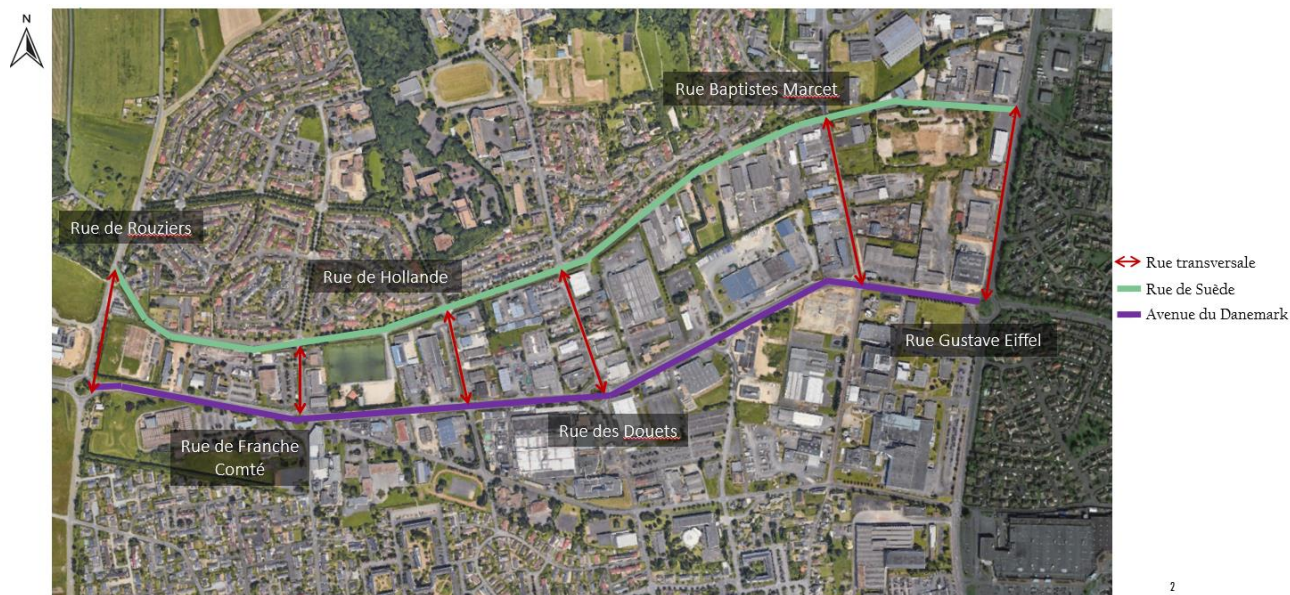 N
Rue Baptistes Marcet
Rue de Rouziers
Rue de Hollande
Rue transversale
Rue de Suède
Avenue du Danemark
Rue Gustave Eiffel
Rue des Douets
Rue de Franche
Comté
2